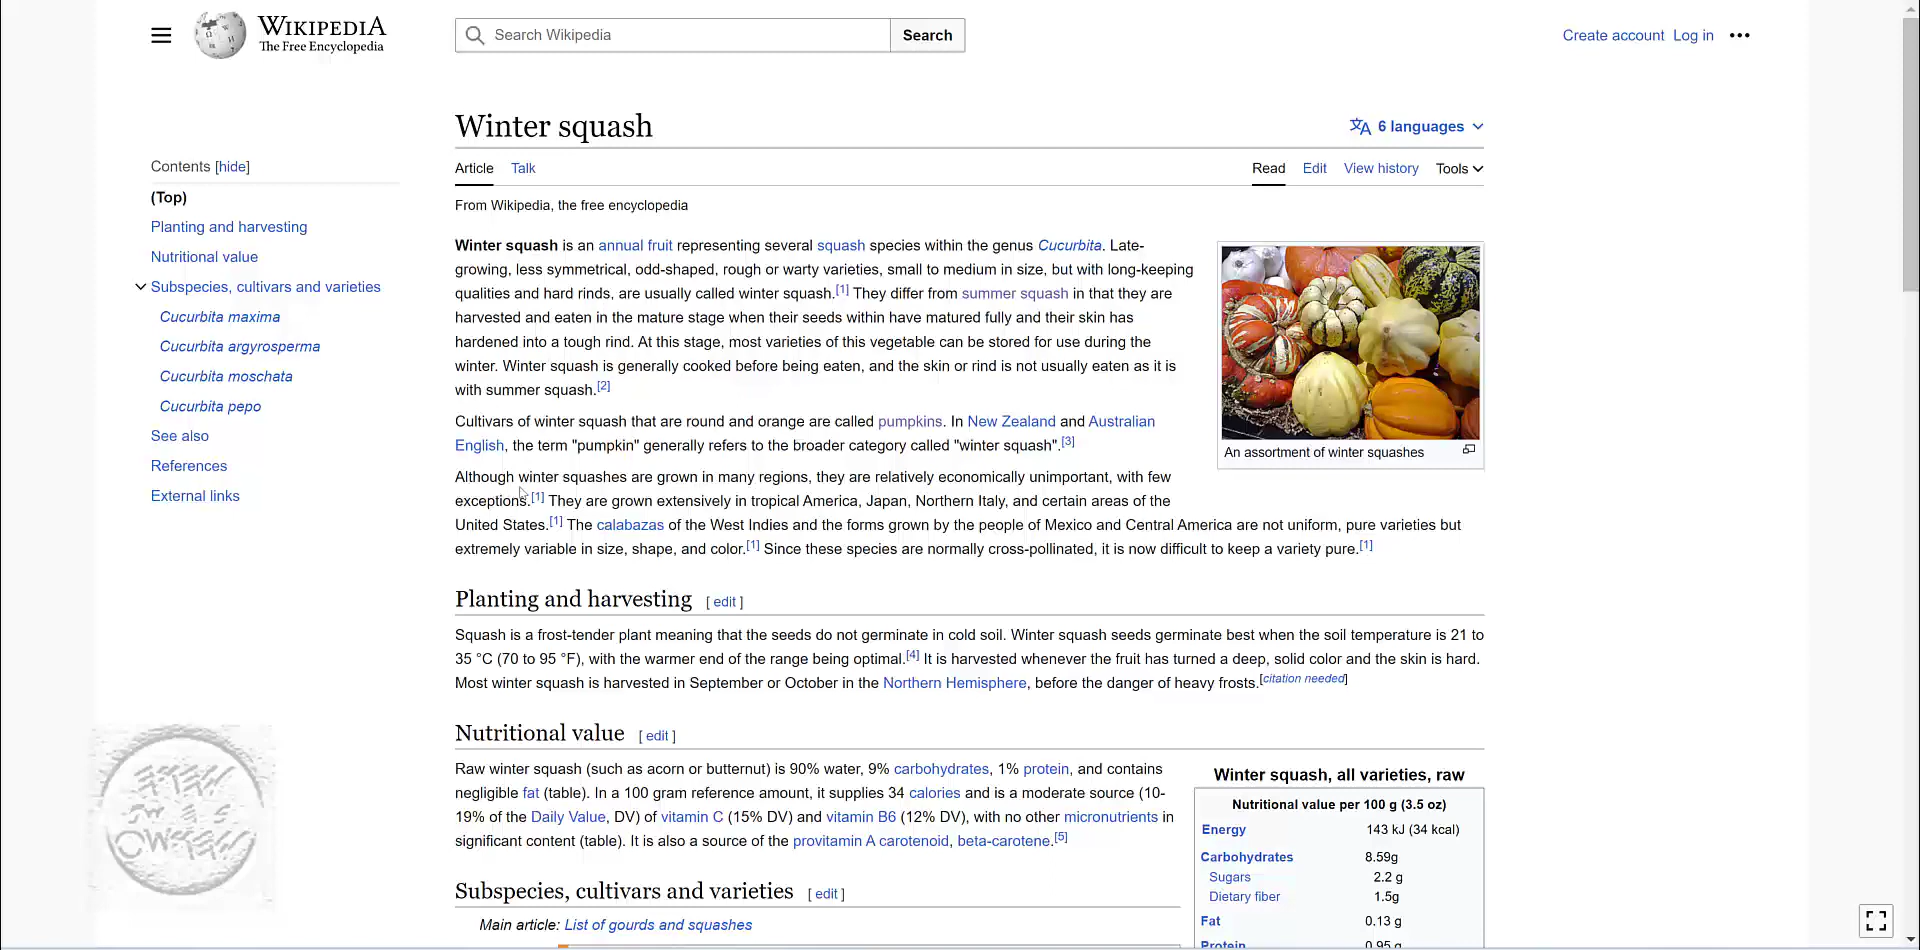 WIKIPEDIA
The Free Encyclopedia
Search Wikipedia
Search
Create account Log in
Winter squash
6 languages
Article Talk
Read Edit View history Tools
From Wikipedia, the free encyclopedia
Contents [hide]
(Top)
Planting and harvesting
Nutritional value
Subspecies, cultivars and varieties
Cucurbita maxima
Cucurbita argyrosperma
Cucurbita moschata
Cucurbita pepo
See also
References
External links
Winter squash is an annual fruit representing several squash species within the genus Cucurbita. Late-
growing, less symmetrical, odd-shaped, rough or warty varieties, small to medium in size, but with long-keeping
qualities and hard rinds, are usually called winter squash.[1] They differ from summer squash in that they are
harvested and eaten in the mature stage when their seeds within have matured fully and their skin has
hardened into a tough rind. At this stage, most varieties of this vegetable can be stored for use during the
winter. Winter squash is generally cooked before being eaten, and the skin or rind is not usually eaten as it is
with summer squash.[2]
Cultivars of winter squash that are round and orange are called pumpkins. In New Zealand and Australian
English, the term "pumpkin" generally refers to the broader category called "winter squash".[3]
An assortment of winter squashes
Although winter squashes are grown in many regions, they are relatively economically unimportant, with few
exceptions.[1] They are grown extensively in tropical America, Japan, Northern Italy, and certain areas of the
United States.[1] The calabazas of the West Indies and the forms grown by the people of Mexico and Central America are not uniform, pure varieties but
extremely variable in size, shape, and color.[1] Since these species are normally cross-pollinated, it is now difficult to keep a variety pure.[1]
Planting and harvesting [ edit ]
Squash is a frost-tender plant meaning that the seeds do not germinate in cold soil. Winter squash seeds germinate best when the soil temperature is 21 to
35 °C (70 to 95 °F), with the warmer end of the range being optimal.[4] It is harvested whenever the fruit has turned a deep, solid color and the skin is hard.
Most winter squash is harvested in September or October in the Northern Hemisphere, before the danger of heavy frosts.[citation needed]
Nutritional value [ edit ]
Raw winter squash (such as acorn or butternut) is 90% water, 9% carbohydrates, 1% protein, and contains
negligible fat (table). In a 100 gram reference amount, it supplies 34 calories and is a moderate source (10-
19% of the Daily Value, DV) of vitamin C (15% DV) and vitamin B6 (12% DV), with no other micronutrients in
significant content (table). It is also a source of the provitamin A carotenoid, beta-carotene.[5]
Winter squash, all varieties, raw
Nutritional value per 100 g (3.5 oz)
Energy 143 kJ (34 kcal)
Carbohydrates 8.59g
Sugars 2.2 g
Dietary fiber 1.5g
Fat 0.13 g
Protein 0.95 g
Subspecies, cultivars and varieties [ edit ]
Main article: List of gourds and squashes